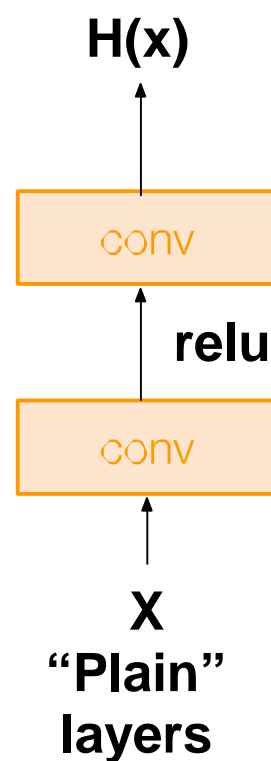 H(x)
conv
relu
conv
X
“Plain”
layers